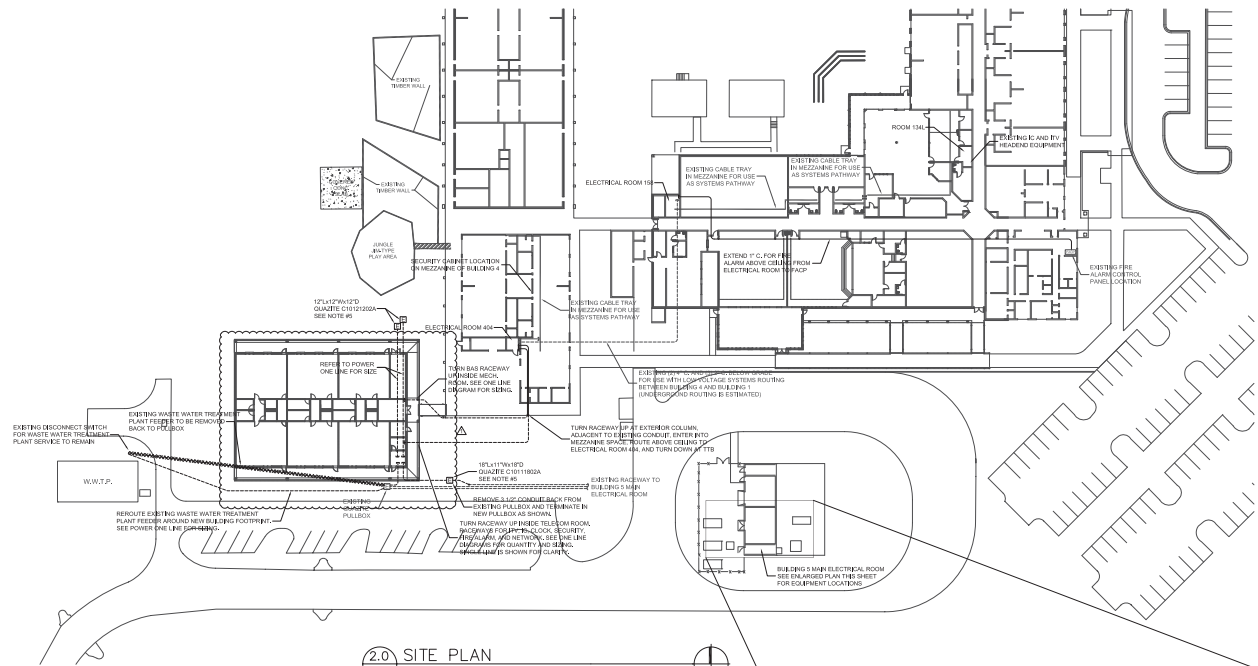 EXISTING
TIMBER WALL
EXISTING
TIMBER WALL
JUNGLE
JIM-TYPE
PLAY AREA
SECURITY CABINET LOCATION
ON MEZZANINE OF BUILDING 4
12"Lx12"Wx12"D
QUAZITE C10121202A
SEE NOTE #5
ELECTRICAL ROOM 404
REFER TO POWER
ONE LINE FOR SIZE
TURN BAS RACEWAY
UP INSIDE MECH.
ROOM. SEE ONE LINE
DIAGRAM FOR SIZING.
EXISTING WASTE WATER TREATMENT
PLANT FEEDER TO BE REMOVED
BACK TO PULLBOX
EXISTING DISCONNECT SWITCH
FOR WASTE WATER TREATMENT
PLANT SERVICE TO REMAIN
W.W.T.P.
REROUTE EXISTING WASTE WATER TREATMENT
PLANT FEEDER AROUND NEW BUILDING FOOTPRINT.
SEE POWER ONE LINE FOR SIZING.
EXISTING
QUAZITE
PULLBOX
18"Lx11"Wx18"D
QUAZITE C10111802A
SEE NOTE #5
REMOVE 3 1/2" CONDUIT BACK FROM
EXISTING PULLBOX AND TERMINATE IN
NEW PULLBOX AS SHOWN.
TURN RACEWAY UP INSIDE TELECOM ROOM.
RACEWAYS FOR ITV, IC, CLOCK, SECURITY,
FIRE ALARM, AND NETWORK. SEE ONE LINE
DIAGRAMS FOR QUANTITY AND SIZING.
SINGLE LINE IS SHOWN FOR CLARITY.
EXISTING RACEWAY TO
BUILDING 5 MAIN
ELECTRICAL ROOM
TURN RACEWAY UP AT EXTERIOR COLUMN,
ADJACENT TO EXISTING CONDUIT, ENTER INTO
MEZZANINE SPACE, ROUTE ABOVE CEILING TO
ELECTRICAL ROOM 404, AND TURN DOWN AT TTB
EXISTING CABLE TRAY
IN MEZZANINE FOR USE
AS SYSTEMS PATHWAY
FOR USE WITH LOW VOLTAGE SYSTEMS ROUTING
BETWEEN BUILDING 4 AND BUILDING 1
(UNDERGROUND ROUTING IS ESTIMATED)
ELECTRICAL ROOM 158
EXISTING CABLE TRAY
IN MEZZANINE FOR USE
AS SYSTEMS PATHWAY
EXISTING CABLE TRAY
IN MEZZANINE FOR USE
AS SYSTEMS PATHWAY
ROOM 134L
EXISTING IC AND ITV
HEADEND EQUIPMENT
EXTEND 1" C. FOR FIRE
ALARM ABOVE CEILING FROM
ELECTRICAL ROOM TO FACP
EXISTING FIRE
ALARM CONTROL
PANEL LOCATION
BUILDING 5 MAIN ELECTRICAL ROOM
SEE ENLARGED PLAN THIS SHEET
FOR EQUIPMENT LOCATIONS
2.0 SITE PLAN